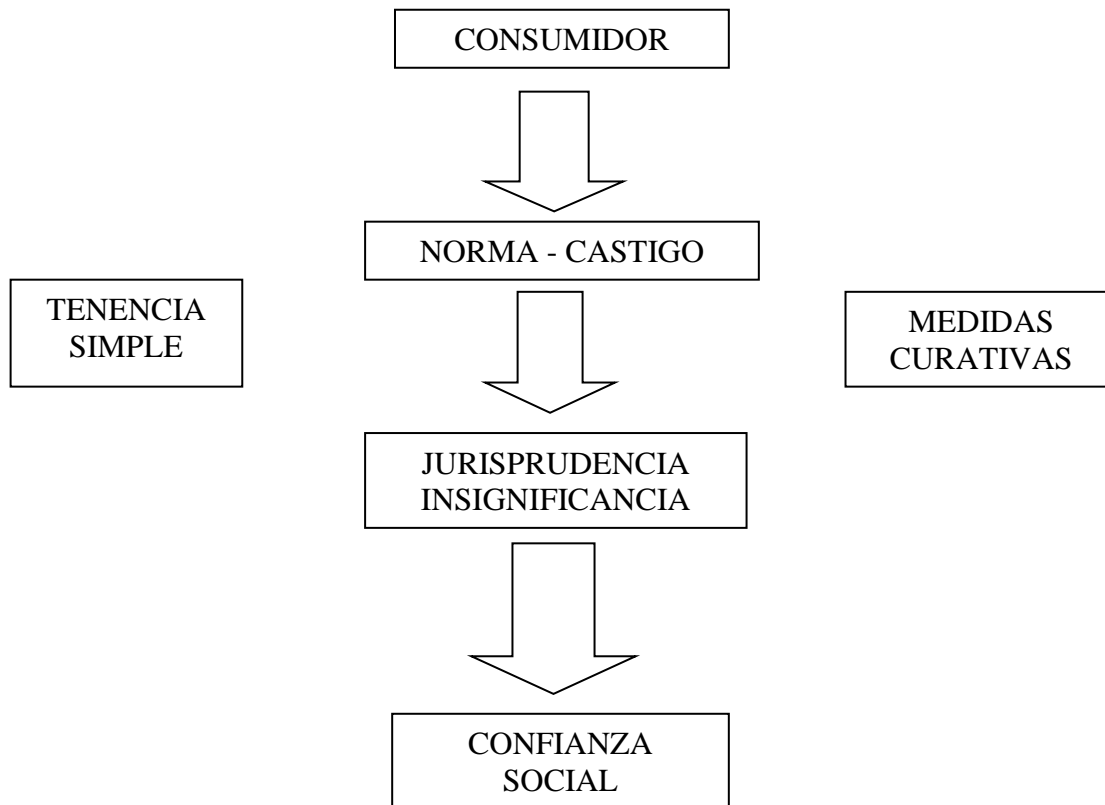 CONSUMIDOR
NORMA - CASTIGO
TENENCIA
SIMPLE
MEDIDAS
CURATIVAS
JURISPRUDENCIA
INSIGNIFICANCIA
CONFIANZA
SOCIAL